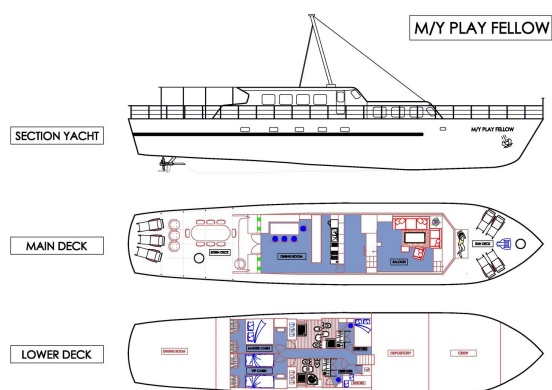 M/Y PLAY FELLOW
SECTION YACHT
M/Y PLAY FELLOW
MAIN DECK
STERN DECK
DINING ROOM
SALOON
SUN DECK
LOWER DECK
ENGINE ROOM
MASTER CABIN
VIP CABIN
DEPOSITORY
CREW